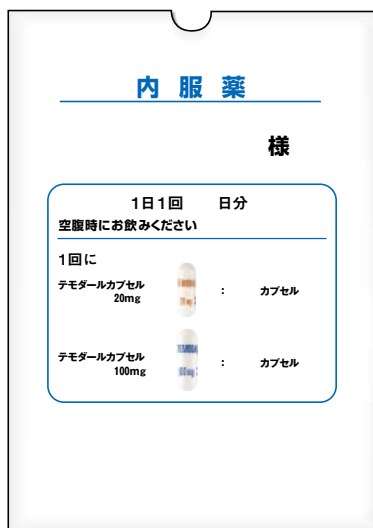 内服薬
様
1日1回　　日分
空腹時にお飲みください
1回に
テモダールカプセル
20mg
：　カプセル
テモダールカプセル
100mg
：　カプセル